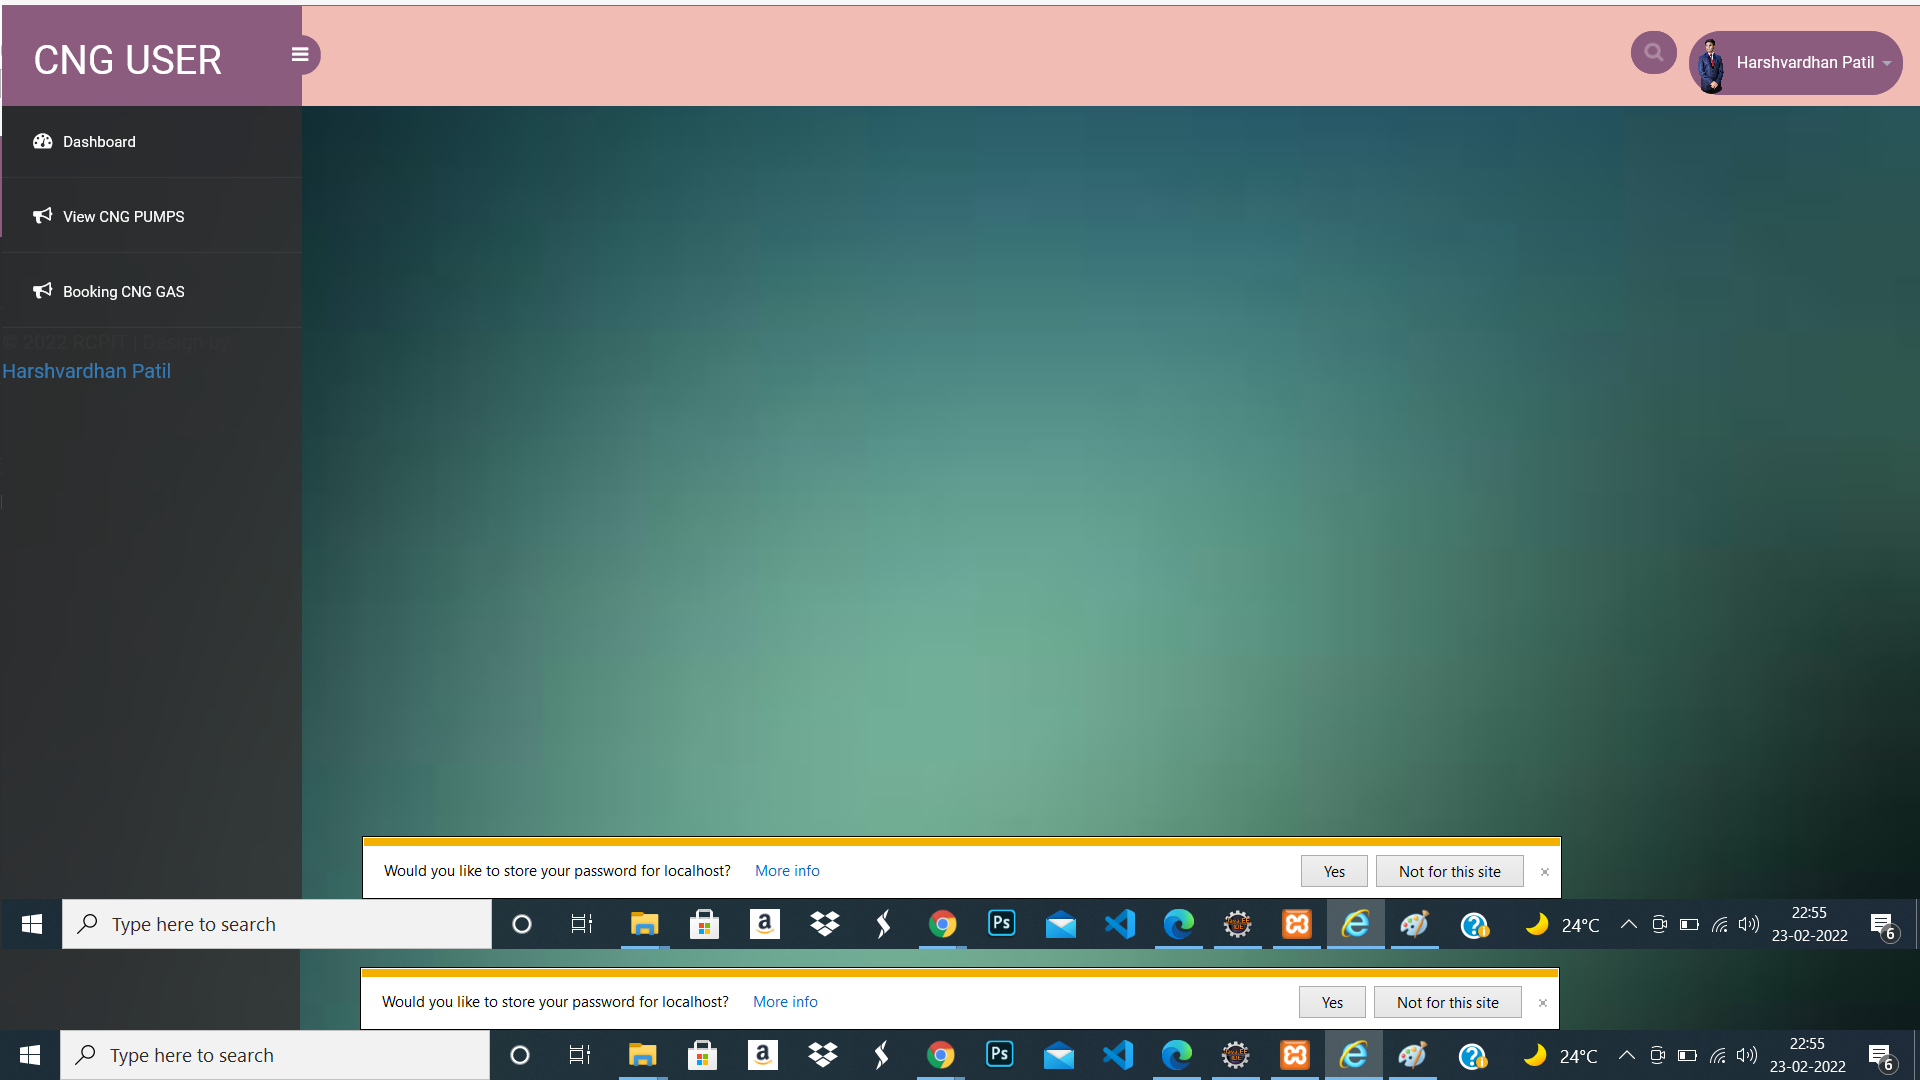 CNG USER
Harshvardhan Patil
Dashboard
View CNG PUMPS
Booking CNG GAS
© 2022 RCPIT | Design by
Harshvardhan Patil
Would you like to store your password for localhost? More info Yes Not for this site ×
Type here to search a Ps 24°C 22:55
23-02-2022 6
Would you like to store your password for localhost? More info Yes Not for this site ×
Type here to search a Ps 24°C 22:55
23-02-2022 6